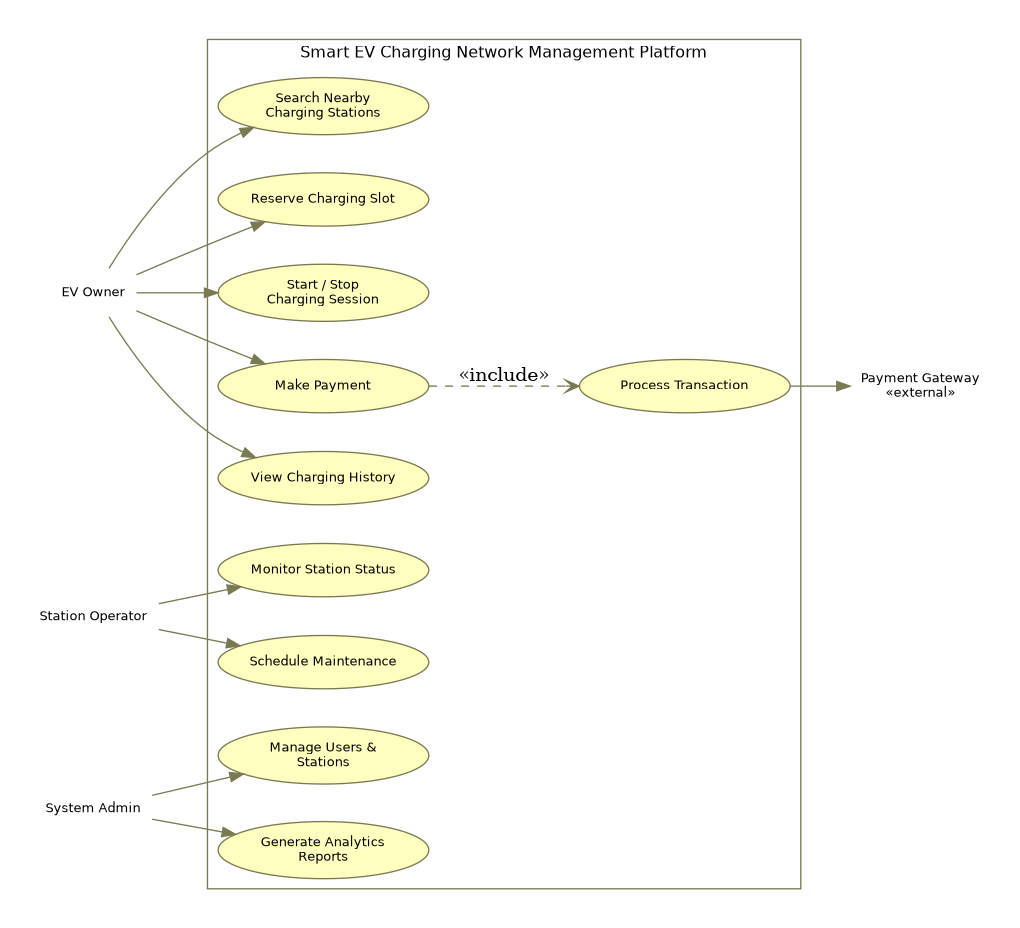 Smart EV Charging Network Management Platform
Search Nearby
Charging Stations
Reserve Charging Slot
EV Owner
Start / Stop
Charging Session
Make Payment
«include»
Process Transaction
Payment Gateway
«external»
View Charging History
Monitor Station Status
Station Operator
Schedule Maintenance
Manage Users &
Stations
System Admin
Generate Analytics
Reports